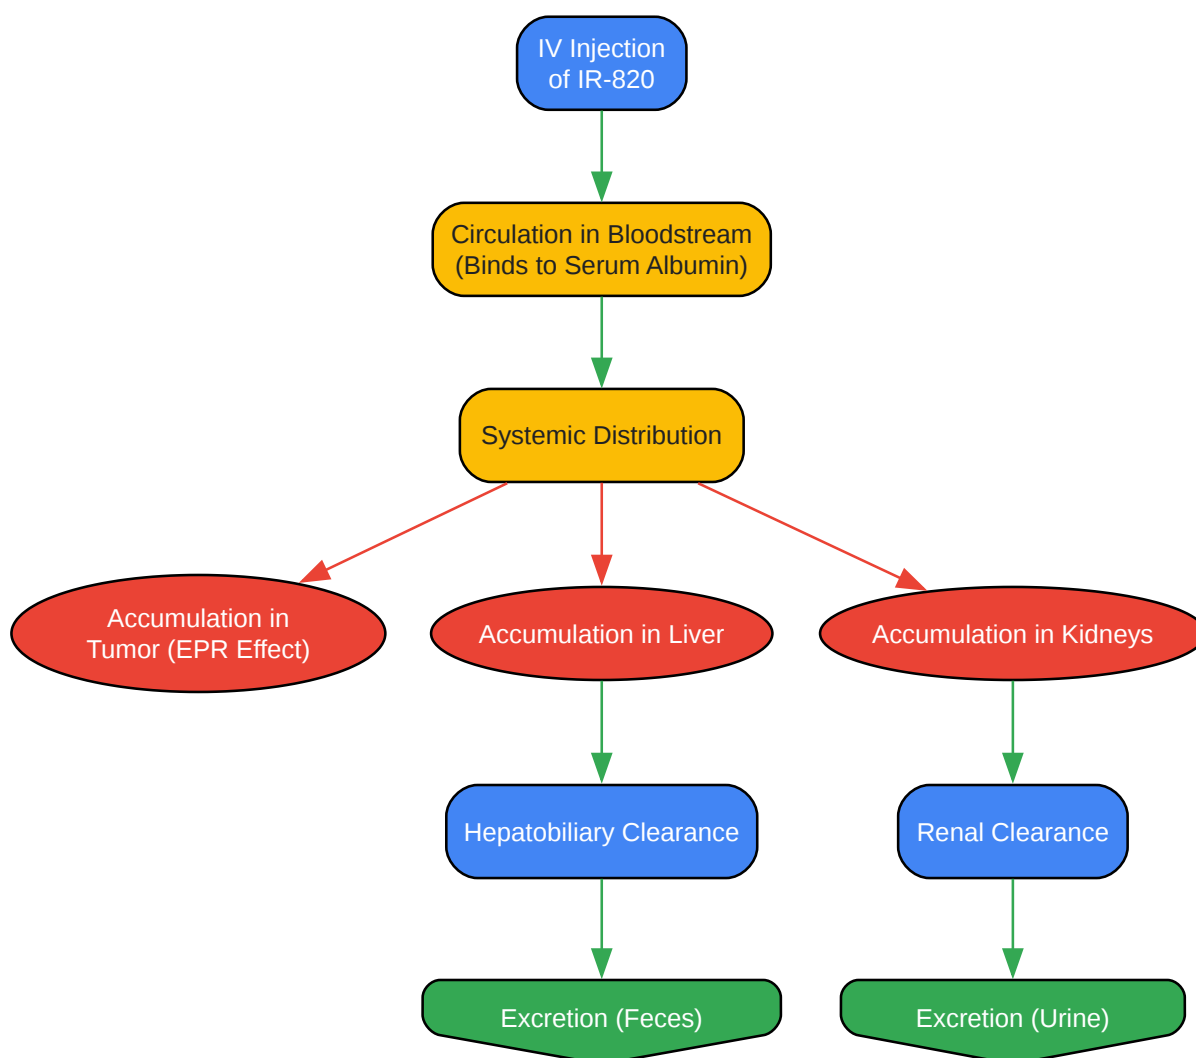 IV Injection
of IR-820
Circulation in Bloodstream
(Binds to Serum Albumin)
Systemic Distribution
Accumulation in
Tumor (EPR Effect)
Accumulation in Liver
Accumulation in Kidneys
Hepatobiliary Clearance
Renal Clearance
Excretion (Feces)
Excretion (Urine)